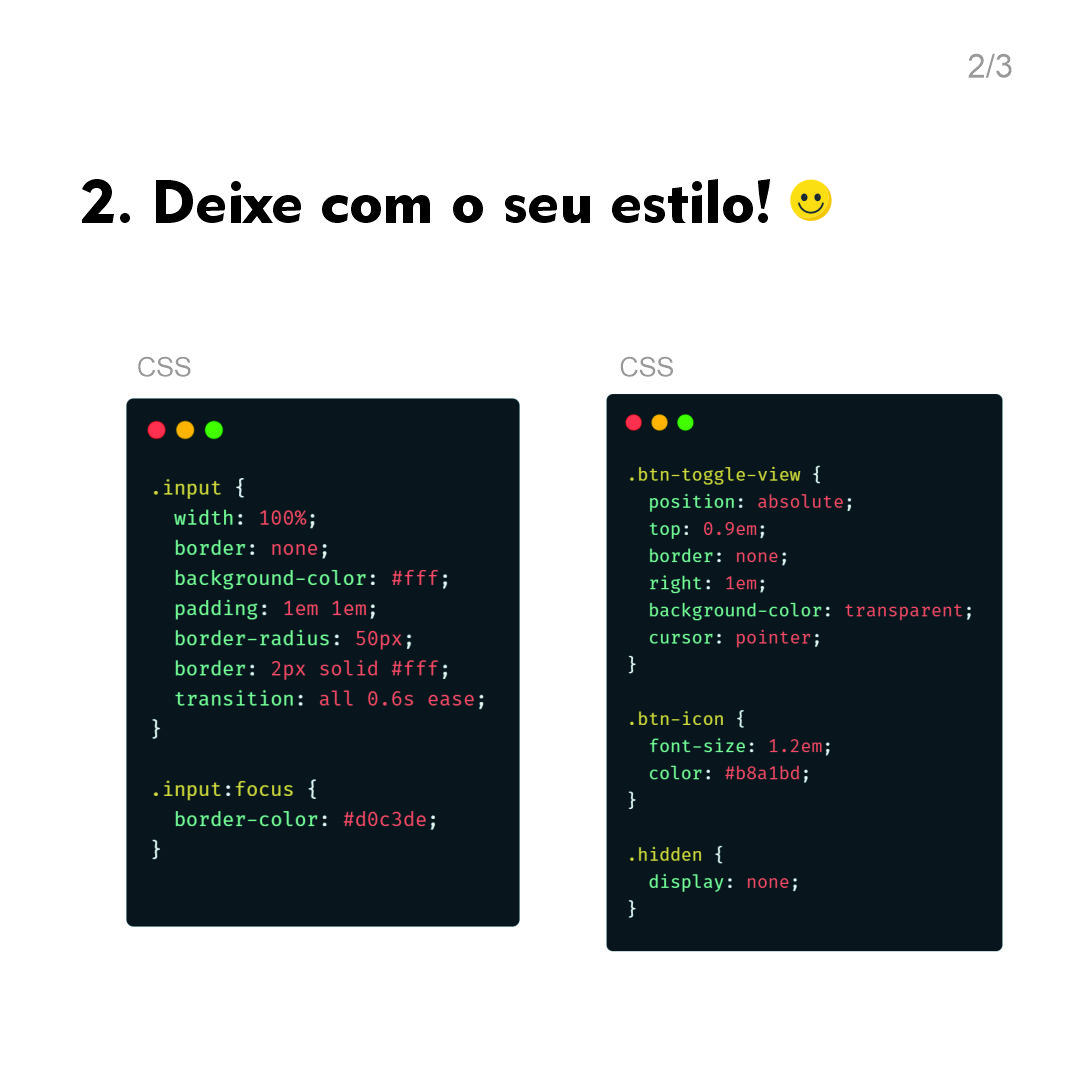 2/3
2. Deixe com o seu estilo! 🙂
CSS
.input {
  width: 100%;
  border: none;
  background-color: #fff;
  padding: 1em 1em;
  border-radius: 50px;
  border: 2px solid #fff;
  transition: all 0.6s ease;
}

.input:focus {
  border-color: #d0c3de;
}
CSS
.btn-toggle-view {
  position: absolute;
  top: 0.9em;
  border: none;
  right: 1em;
  background-color: transparent;
  cursor: pointer;
}

.btn-icon {
  font-size: 1.2em;
  color: #b8a1bd;
}

.hidden {
  display: none;
}